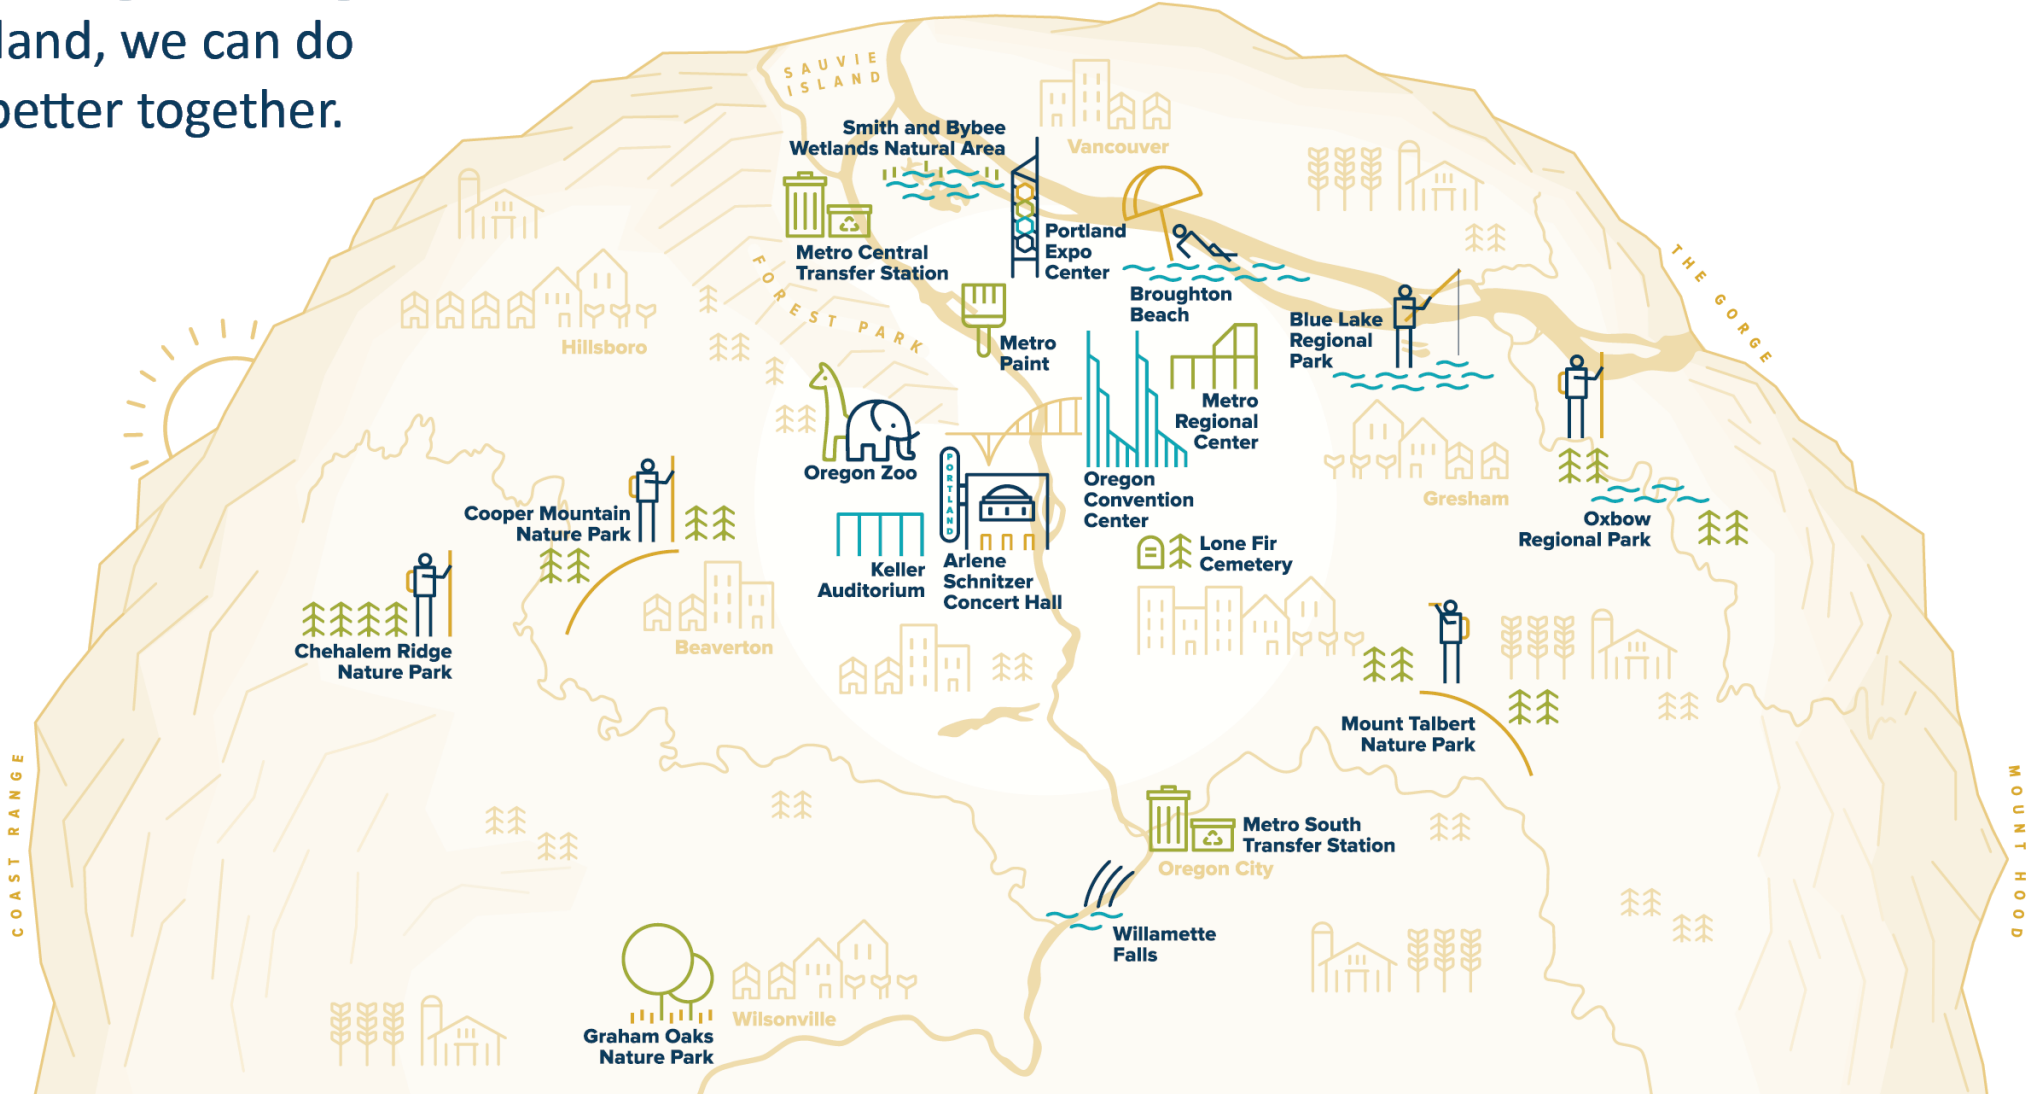 land, we can do
better together.
SAUVIE
ISLAND
Vancouver
Smith and Bybee
Wetlands Natural Area
Metro Central
Transfer Station
Portland
Expo
Center
Broughton
Beach
Blue Lake
Regional
Park
THE GORGE
FOREST PARK
Hillsboro
Metro
Paint
Metro
Regional
Center
Oregon Zoo
PORTLAND
Oregon
Convention
Center
Gresham
Oxbow
Regional Park
Cooper Mountain
Nature Park
Keller
Auditorium
Arlene
Schnitzer
Concert Hall
Lone Fir
Cemetery
Chehalem Ridge
Nature Park
Beaverton
Mount Talbert
Nature Park
COAST RANGE
MOUNT HOOD
Metro South
Transfer Station
Oregon City
Willamette
Falls
Wilsonville
Graham Oaks
Nature Park